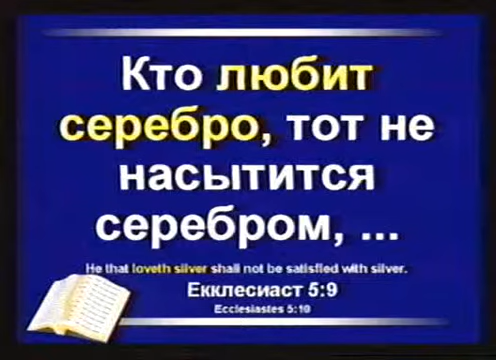 Кто любит
серебро, тот не
насытится
серебром, ...
He that loveth silver shall not be satisfied with silver.
Екклесиаст 5:9
Ecclesiastes 5:10